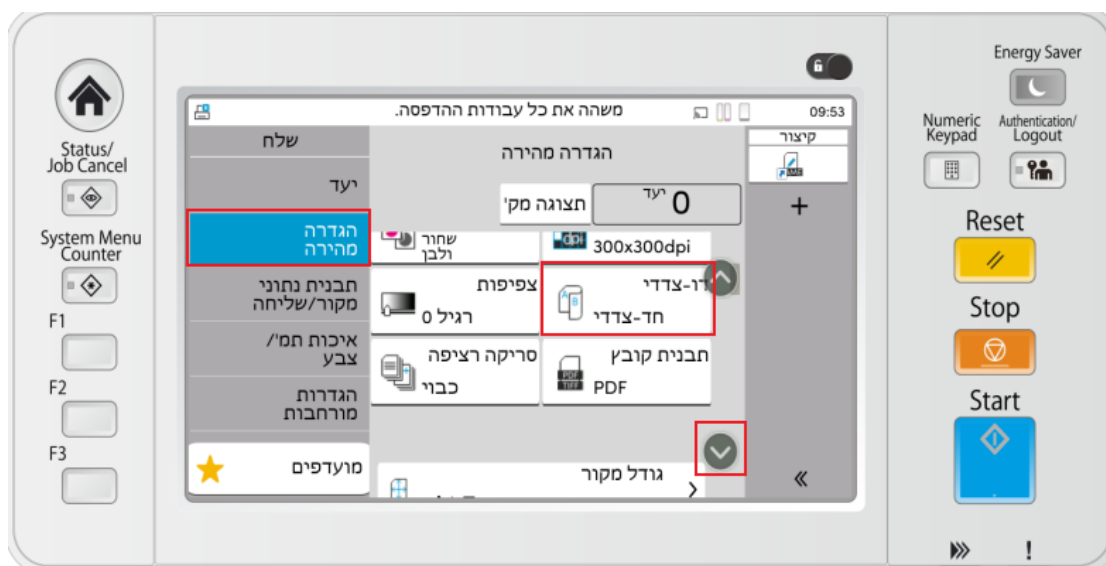 Energy Saver
Status/
Job Cancel
System Menu
Counter
F1
F2
F3
משהה את כל עבודות ההדפסה.
09:53
שלח
יעד
הגדרה
מהירה
תבנית נתוני
מקור/שליחה
איכות תמ'/
צבע
הגדרות
מורחבות
מועדפים
הגדרה מהירה
תצוגה מק'
יעד
0
שחור
ולבן
dpi
300x300dpi
צפיפות
רגיל 0
דו-צדדי
A
B
חד-צדדי
סריקה רציפה
כבוי
תבנית קובץ
PDF
TIFF
PDF
גודל מקור
קיצור
+
Numeric
Keypad
Authentication/
Logout
Reset
Stop
Start
!